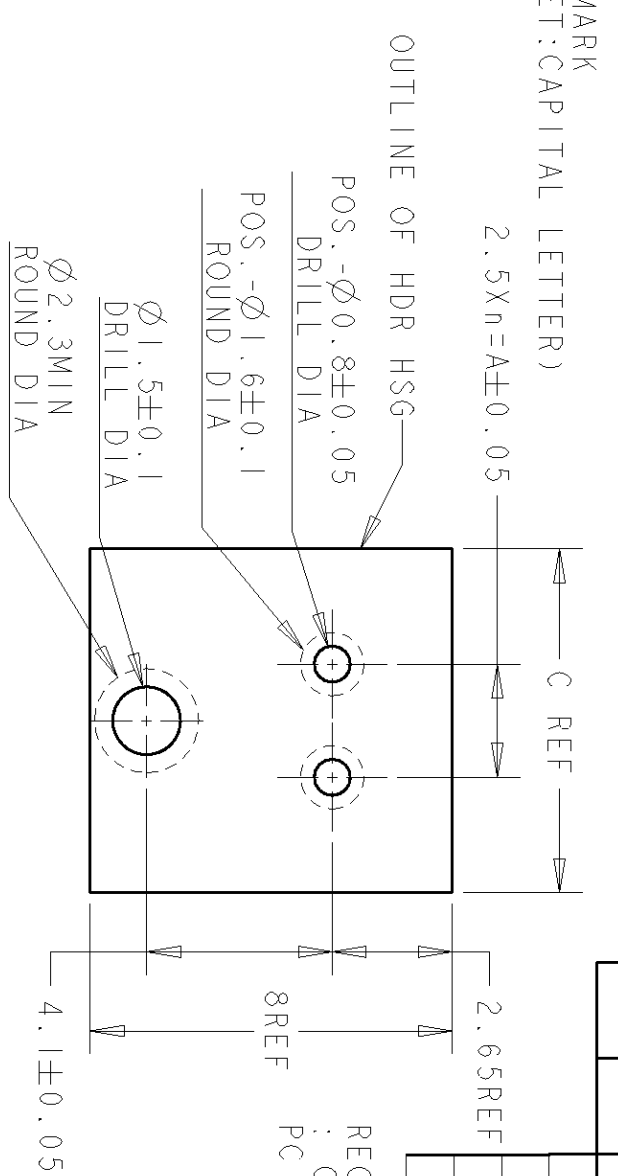 MARK
ET:CAPITAL LETTER)
2.5Xn=A±0.05
C REF
OUTLINE OF HDR HSG
POS.-Ø0.8±0.05
DRILL DIA
POS.-Ø1.6±0.1
ROUND DIA
Ø1.5±0.1
DRILL DIA
Ø2.3MIN
ROUND DIA
2.65REF
8REF
4.1±0.05
REC
: C
PC